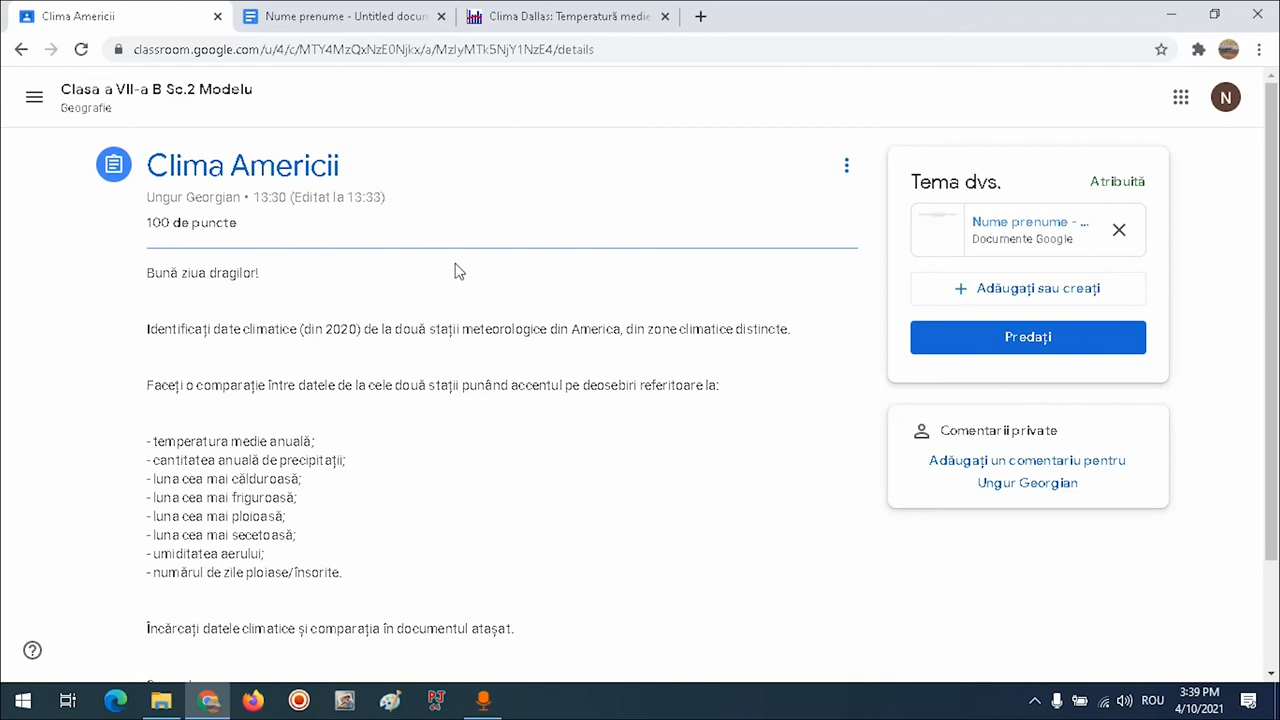 Clima Americii
Nume prenume - Untitled docun
Clima Dallas: Temperatură medie
classroom.google.com/u/4/c/MTY4MzQxNzE0Njkx/a/MzIyMTk5NjY1NzE4/details
Clasa a VII-a B Sc.2 Modelu
Geografie
N
Clima Americii
Ungur Georgian • 13:30 (Editat la 13:33)
100 de puncte
Bună ziua dragilor!
Identificați date climatice (din 2020) de la două stații meteorologice din America, din zone climatice distincte.
Faceți o comparație între datele de la cele două stații punând accentul pe deosebiri referitoare la:
- temperatura medie anuală;
- cantitatea anuală de precipitații;
- luna cea mai călduroasă;
- luna cea mai friguroasă;
- luna cea mai ploioasă;
- luna cea mai secetoasă;
- umiditatea aerului;
- numărul de zile ploiase/însorite.
Încărcați datele climatice și comparația în documentul atașat.
Tema dvs.
Atribuită
Nume prenume - ...
Documente Google
+ Adăugați sau creați
Predați
Comentarii private
Adăugați un comentariu pentru
Ungur Georgian
ROU
3:39 PM
4/10/2021